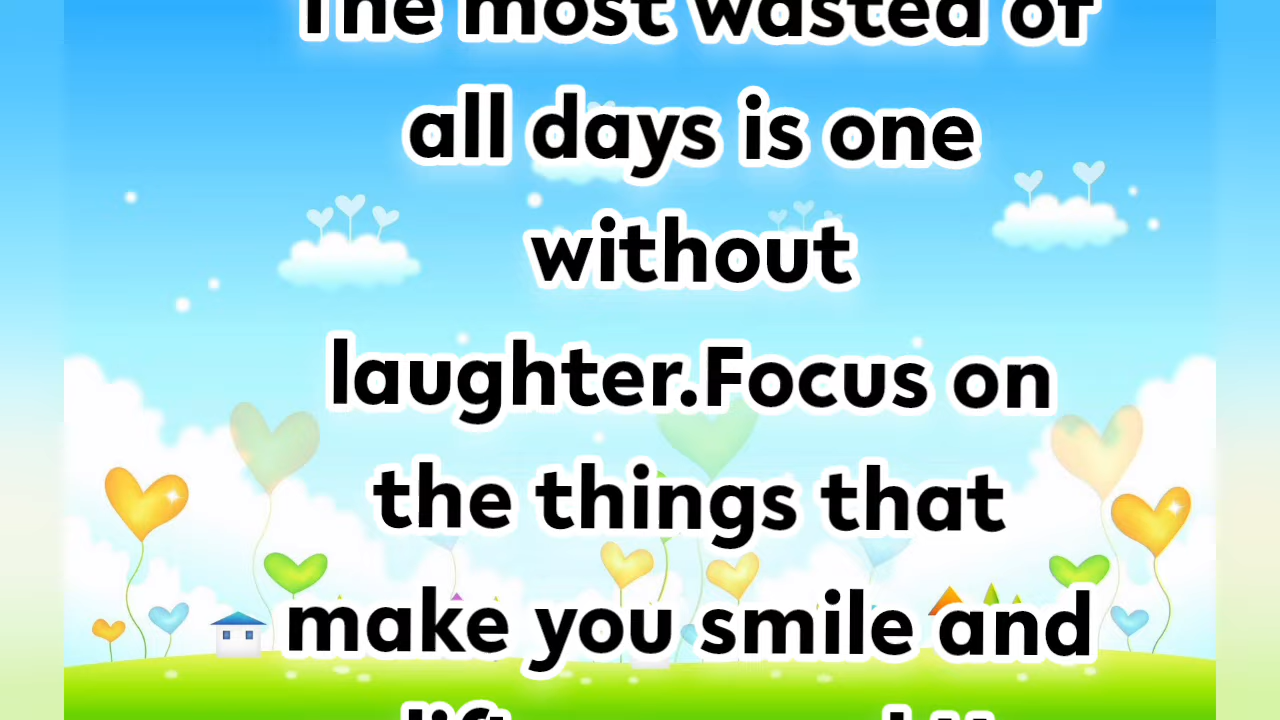 The most wasted of
all days is one
without
laughter.Focus on
the things that
make you smile and